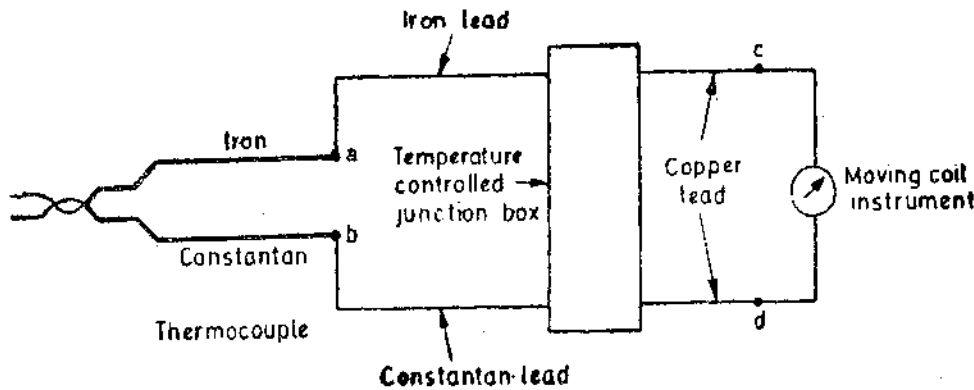 Iron lead
c
Iron
a
Temperature
controlled
junction box
Copper
lead
Moving coil
instrument
b
Constantan
d
Thermocouple
Constantan-lead